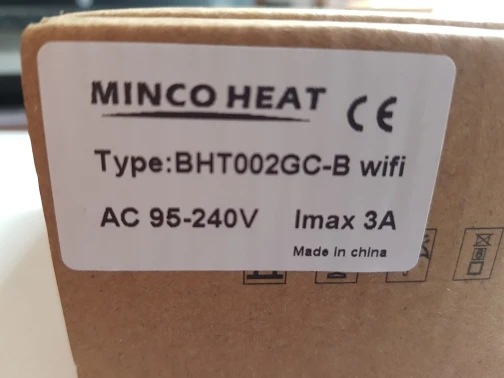 MINCO HEAT CE
Type:BHT002GC-B wifi
AC 95-240V Imax 3A
Made in china